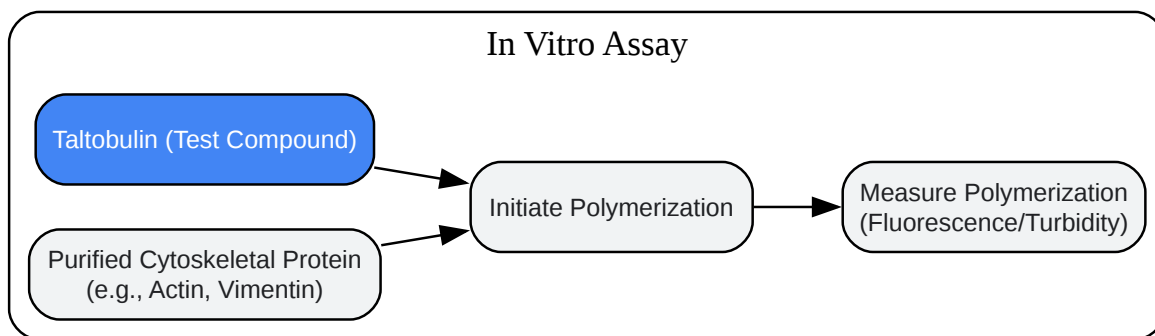 In Vitro Assay
Taltobulin (Test Compound)
Purified Cytoskeletal Protein
(e.g., Actin, Vimentin)
Initiate Polymerization
Measure Polymerization
(Fluorescence/Turbidity)